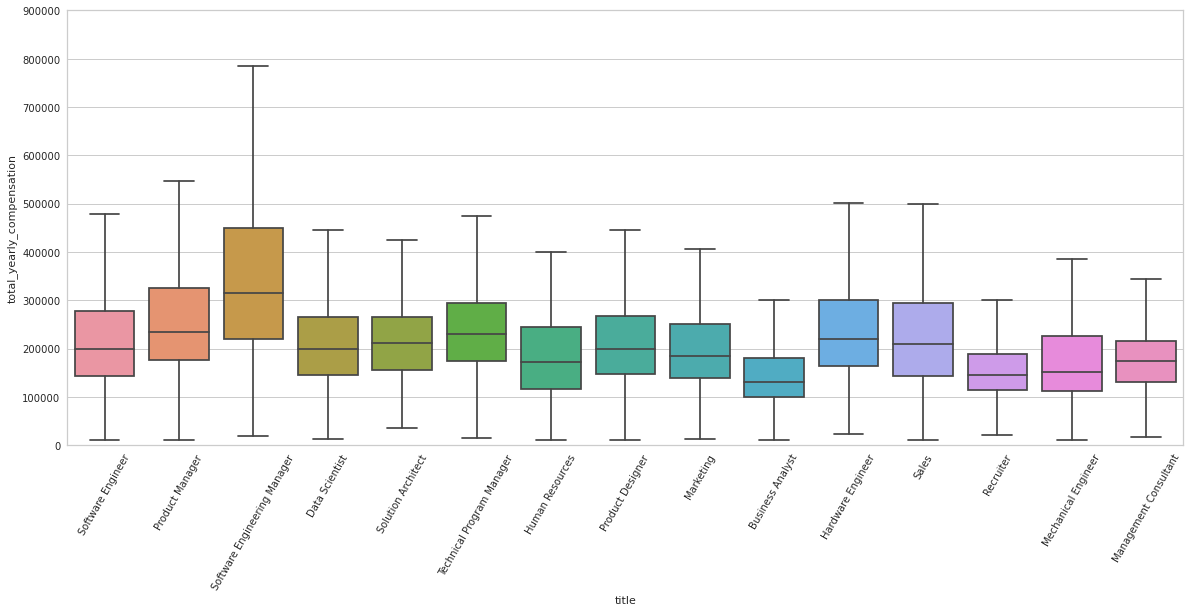 900000
800000
700000
600000
500000
400000
300000
200000
100000
0
total_yearly_compensation
Software Engineer
Product Manager
Software Engineering Manager
Data Scientist
Solution Architect
Technical Program Manager
Human Resources
Product Designer
Marketing
Business Analyst
Hardware Engineer
Sales
Recruiter
Mechanical Engineer
Management Consultant
title